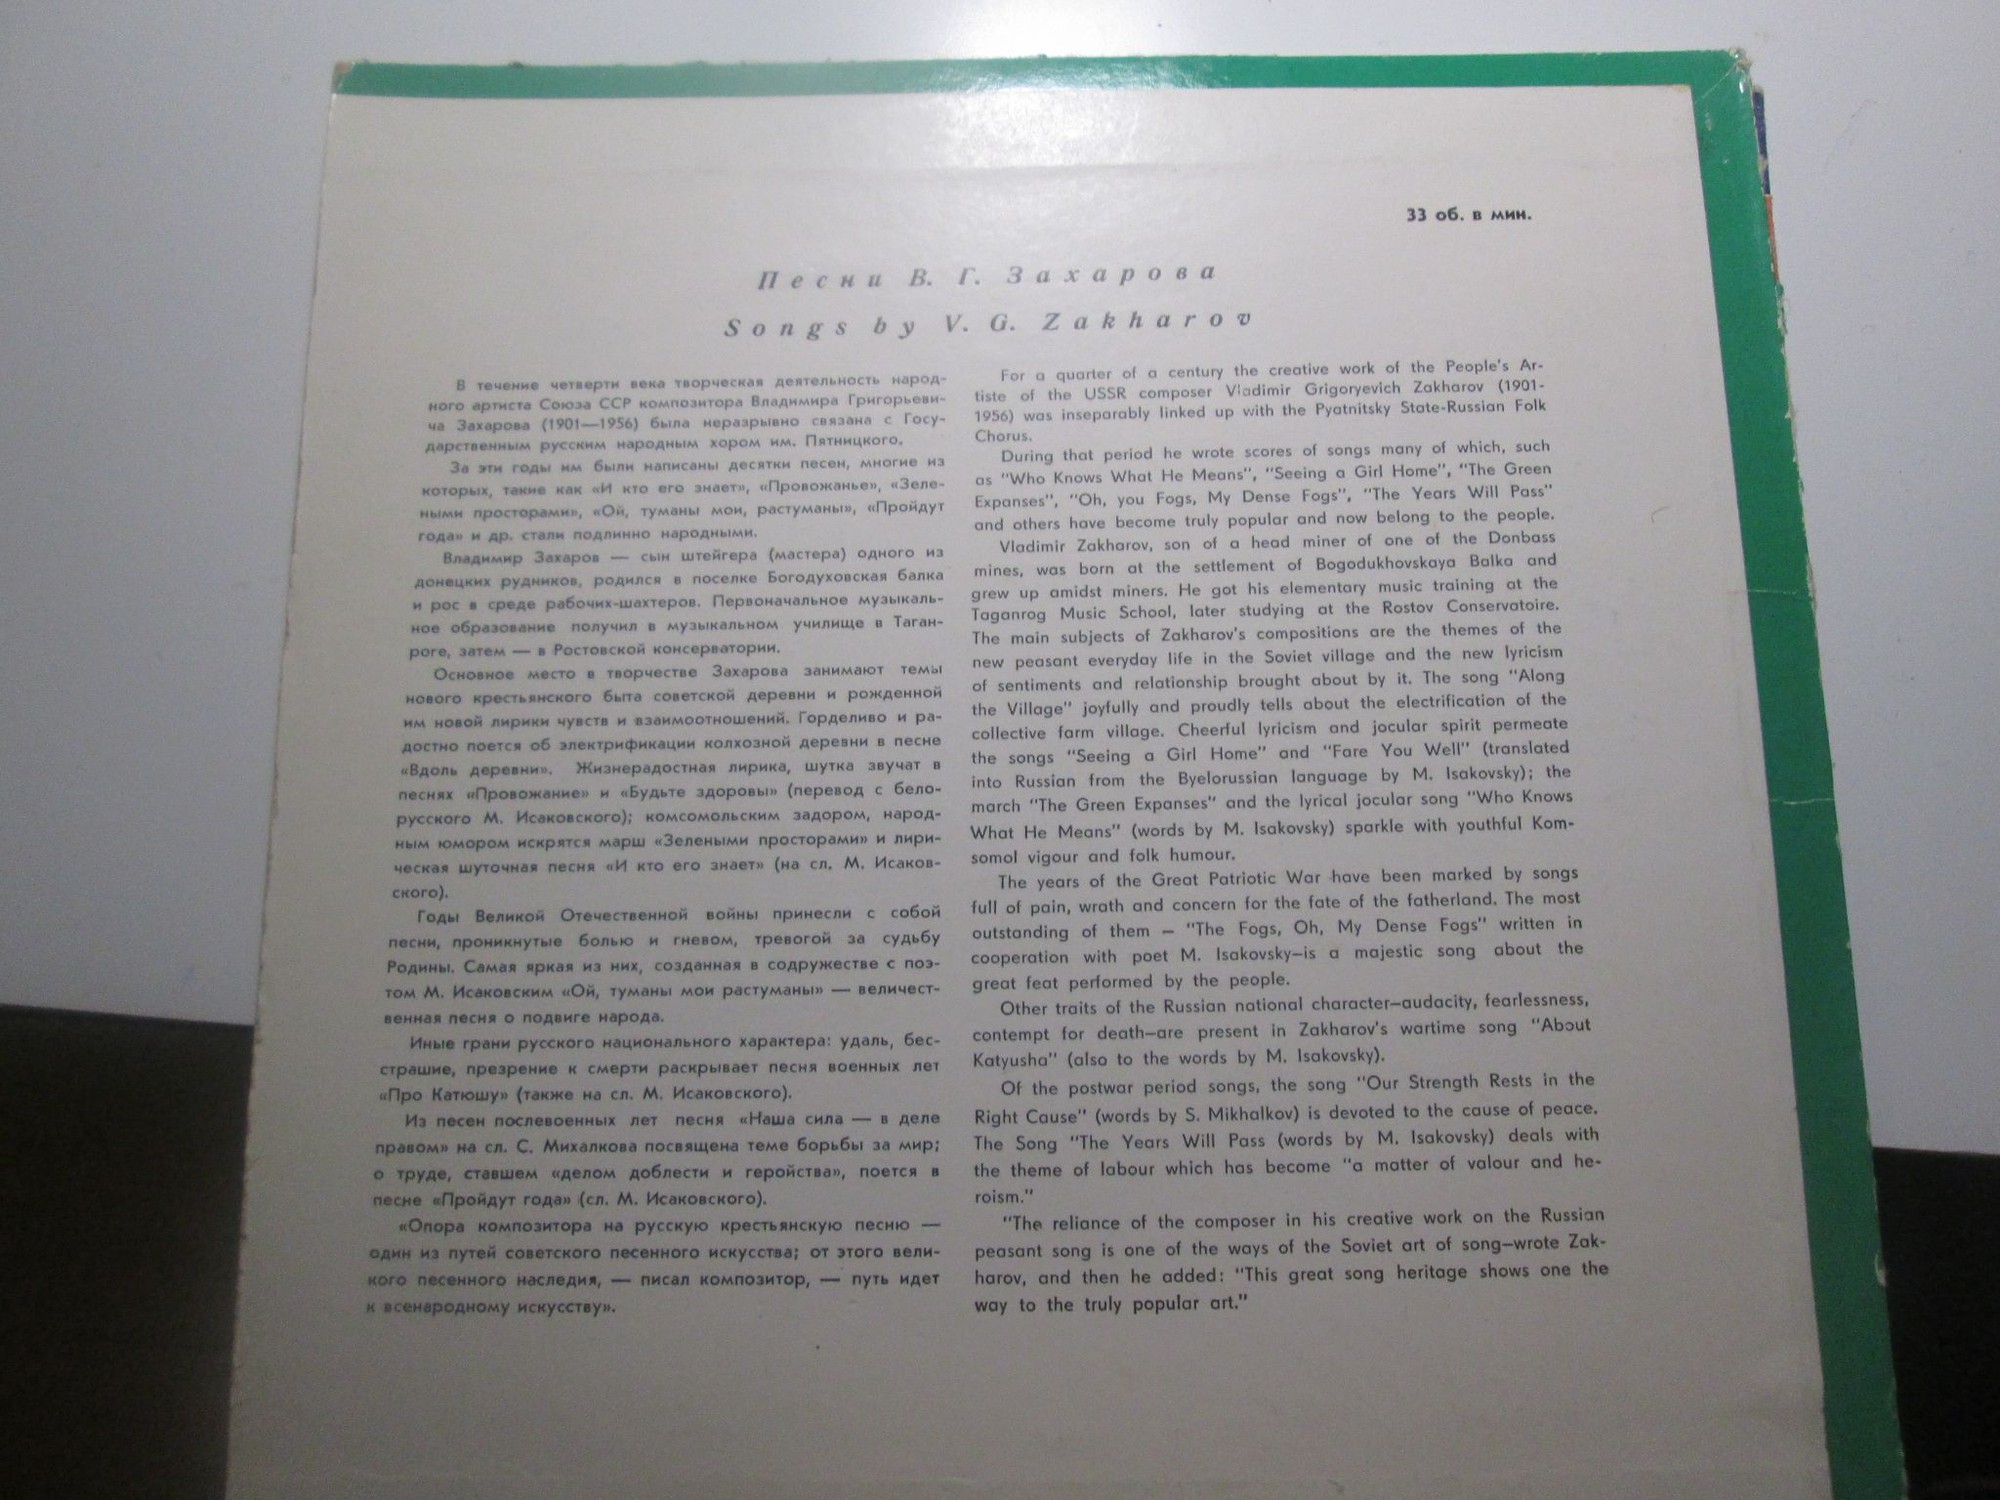 33 об. в мин.
Песни В. Г. Захарова
Songs by V. G. Zakharov
В течение четверти века творческая деятельность народ-
ного артиста Союза ССР композитора Владимира Григорьеви-
ча Захарова (1901—1956) была неразрывно связана с Госу-
дарственным русским народным хором им. Пятницкого.
За эти годы им были написаны десятки песен, многие из
которых, такие как «И кто его знает», «Провожанье», «Зеле-
ными просторами», «Ой, туманы мои, растуманы», «Пройдут
года» и др. стали подлинно народными.
Владимир Захаров — сын штейгера (мастера) одного из
донецких рудников, родился в поселке Богодуховская балка
и рос в среде рабочих-шахтеров. Первоначальное музыкаль-
ное образование получил в музыкальном училище в Таган-
роге, затем — в Ростовской консерватории.
Основное место в творчестве Захарова занимают темы
нового крестьянского быта советской деревни и рожденной
им новой лирики чувств и взаимоотношений. Горделиво и ра-
достно поется об электрификации колхозной деревни в песне
«Вдоль деревни». Жизнерадостная лирика, шутка звучат в
песнях «Провожание» и «Будьте здоровы» (перевод с бело-
русского М. Исаковского); комсомольским задором, народ-
ным юмором искрятся марш «Зелеными просторами» и лири-
ческая шуточная песня «И кто его знает» (на сл. М. Исаков-
ского).
Годы Великой Отечественной войны принесли с собой
песни, проникнутые болью и гневом, тревогой за судьбу
Родины. Самая яркая из них, созданная в содружестве с поэ-
том М. Исаковским «Ой, туманы мои растуманы» — величест-
венная песня о подвиге народа.
Иные грани русского национального характера: удаль, бес-
страшие, презрение к смерти раскрывает песня военных лет
«Про Катюшу» (также на сл. М. Исаковского).
Из песен послевоенных лет песня «Наша сила — в деле
правом» на сл. С. Михалкова посвящена теме борьбы за мир;
о труде, ставшем «делом доблести и геройства», поется в
песне «Пройдут года» (сл. М. Исаковского).
«Опора композитора на русскую крестьянскую песню —
один из путей советского песенного искусства; от этого вели-
кого песенного наследия, — писал композитор, — путь идет
к всенародному искусству».
For a quarter of a century the creative work of the People's Ar-
tiste of the USSR composer Vladimir Grigoryevich Zakharov (1901-
1956) was inseparably linked up with the Pyatnitsky State-Russian Folk
Chorus.
During that period he wrote scores of songs many of which, such
as "Who Knows What He Means", "Seeing a Girl Home", "The Green
Expanses", "Oh, you Fogs, My Dense Fogs", "The Years Will Pass"
and others have become truly popular and now belong to the people.
Vladimir Zakharov, son of a head miner of one of the Donbass
mines, was born at the settlement of Bogodukhovskaya Balka and
grew up amidst miners. He got his elementary music training at the
Taganrog Music School, later studying at the Rostov Conservatoire.
The main subjects of Zakharov's compositions are the themes of the
new peasant everyday life in the Soviet village and the new lyricism
of sentiments and relationship brought about by it. The song "Along
the Village" joyfully and proudly tells about the electrification of the
collective farm village. Cheerful lyricism and jocular spirit permeate
the songs "Seeing a Girl Home" and "Fare You Well" (translated
into Russian from the Byelorussian language by M. Isakovsky); the
march "The Green Expanses" and the lyrical jocular song "Who Knows
What He Means" (words by M. Isakovsky) sparkle with youthful Kom-
somol vigour and folk humour.
The years of the Great Patriotic War have been marked by songs
full of pain, wrath and concern for the fate of the fatherland. The most
outstanding of them – "The Fogs, Oh, My Dense Fogs" written in
cooperation with poet M. Isakovsky–is a majestic song about the
great feat performed by the people.
Other traits of the Russian national character–audacity, fearlessness,
contempt for death–are present in Zakharov's wartime song "About
Katyusha" (also to the words by M. Isakovsky).
Of the postwar period songs, the song "Our Strength Rests in the
Right Cause" (words by S. Mikhalkov) is devoted to the cause of peace.
The Song "The Years Will Pass (words by M. Isakovsky) deals with
the theme of labour which has become "a matter of valour and he-
roism."
"The reliance of the composer in his creative work on the Russian
peasant song is one of the ways of the Soviet art of song–wrote Zak-
harov, and then he added: "This great song heritage shows one the
way to the truly popular art."